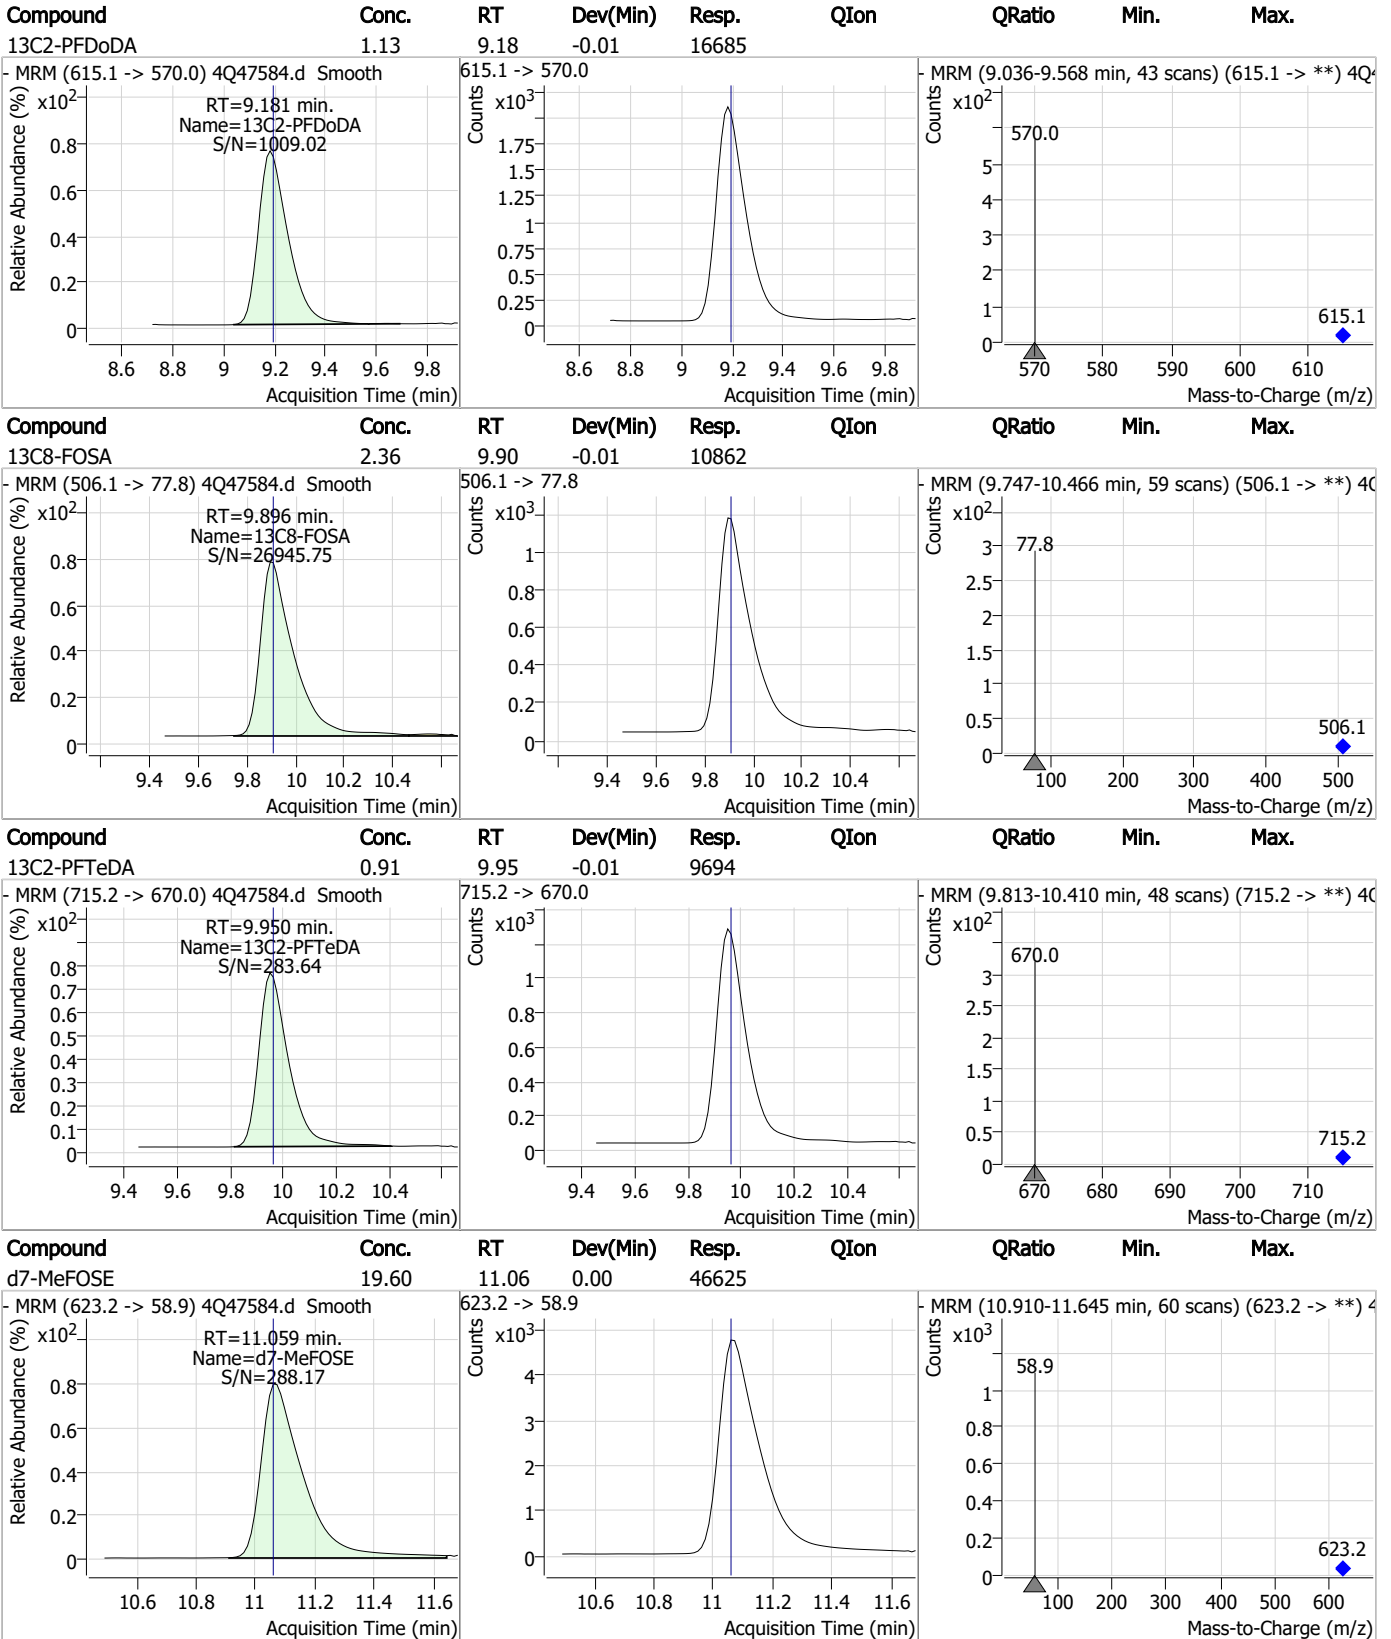 Compound Conc. RT Dev(Min) Resp. QIon QRatio Min. Max.
13C2-PFDoDA 1.13 9.18 -0.01 16685
- MRM (615.1 -> 570.0) 4Q47584.d Smooth
Relative Abundance (%)
x10²
RT=9.181 min.
Name=13C2-PFDoDA
S/N=1009.02
0.8
0.6
0.4
0.2
0
8.6 8.8 9 9.2 9.4 9.6 9.8
Acquisition Time (min)
615.1 -> 570.0
Counts
x10³
1.75
1.5
1.25
1
0.75
0.5
0.25
0
8.6 8.8 9 9.2 9.4 9.6 9.8
Acquisition Time (min)
- MRM (9.036-9.568 min, 43 scans) (615.1 -> **) 4Q4
Counts
x10²
570.0
5
4
3
2
1
0
615.1
570 580 590 600 610
Mass-to-Charge (m/z)
Compound Conc. RT Dev(Min) Resp. QIon QRatio Min. Max.
13C8-FOSA 2.36 9.90 -0.01 10862
- MRM (506.1 -> 77.8) 4Q47584.d Smooth
Relative Abundance (%)
x10²
RT=9.896 min.
Name=13C8-FOSA
S/N=26945.75
0.8
0.6
0.4
0.2
0
9.4 9.6 9.8 10 10.2 10.4
Acquisition Time (min)
506.1 -> 77.8
Counts
x10³
1
0.8
0.6
0.4
0.2
0
9.4 9.6 9.8 10 10.2 10.4
Acquisition Time (min)
- MRM (9.747-10.466 min, 59 scans) (506.1 -> **) 4Q
Counts
x10²
77.8
3
2.5
2
1.5
1
0.5
0
506.1
100 200 300 400 500
Mass-to-Charge (m/z)
Compound Conc. RT Dev(Min) Resp. QIon QRatio Min. Max.
13C2-PFTeDA 0.91 9.95 -0.01 9694
- MRM (715.2 -> 670.0) 4Q47584.d Smooth
Relative Abundance (%)
x10²
RT=9.950 min.
Name=13C2-PFTeDA
S/N=283.64
0.8
0.7
0.6
0.5
0.4
0.3
0.2
0.1
0
9.4 9.6 9.8 10 10.2 10.4
Acquisition Time (min)
715.2 -> 670.0
Counts
x10³
1
0.8
0.6
0.4
0.2
0
9.4 9.6 9.8 10 10.2 10.4
Acquisition Time (min)
- MRM (9.813-10.410 min, 48 scans) (715.2 -> **) 4Q
Counts
x10²
670.0
3
2.5
2
1.5
1
0.5
0
715.2
670 680 690 700 710
Mass-to-Charge (m/z)
Compound Conc. RT Dev(Min) Resp. QIon QRatio Min. Max.
d7-MeFOSE 19.60 11.06 0.00 46625
- MRM (623.2 -> 58.9) 4Q47584.d Smooth
Relative Abundance (%)
x10²
RT=11.059 min.
Name=d7-MeFOSE
S/N=288.17
0.8
0.6
0.4
0.2
0
10.6 10.8 11 11.2 11.4 11.6
Acquisition Time (min)
623.2 -> 58.9
Counts
x10³
4
3
2
1
0
10.6 10.8 11 11.2 11.4 11.6
Acquisition Time (min)
- MRM (10.910-11.645 min, 60 scans) (623.2 -> **) 4
Counts
x10³
58.9
1
0.8
0.6
0.4
0.2
0
623.2
100 200 300 400 500 600
Mass-to-Charge (m/z)